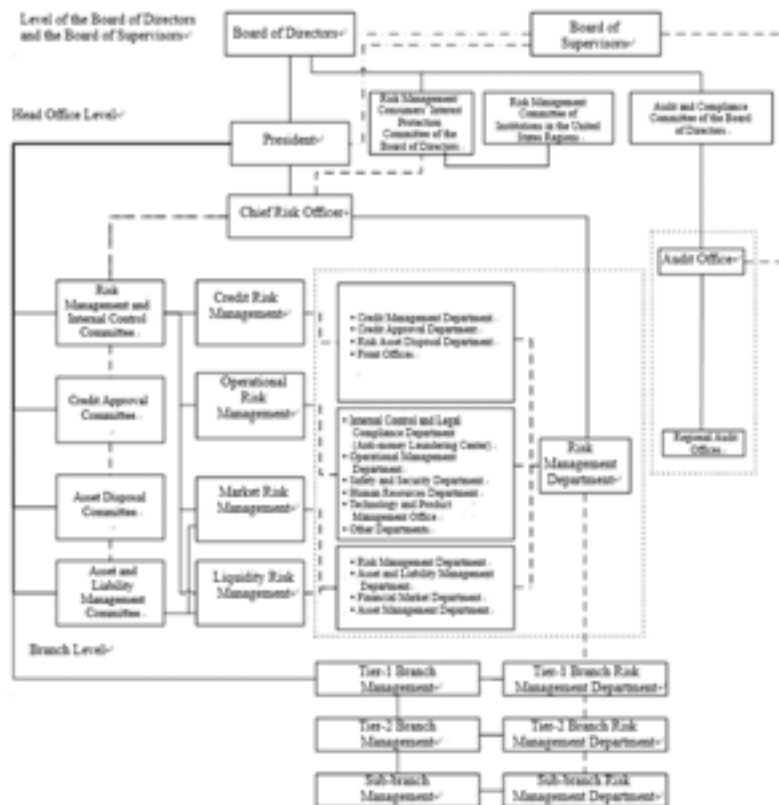 Level of the Board of Directors
and the Board of Supervisors
Board of Directors
Board of
Supervisors
Head Office Level
President
Risk Management
Consumers' Interest
Protection
Committee of the
Board of Directors
Risk Management
Committee of
Institutions in the United
States Regions
Audit and Compliance
Committee of the Board
of Directors
Chief Risk Officer
Audit Office
Regional Audit
Offices
Risk
Management and
Internal Control
Committee
Credit Approval
Committee
Asset Disposal
Committee
Asset and
Liability
Management
Committee
Credit Risk
Management
Operational
Risk
Management
Market Risk
Management
Liquidity Risk
Management
• Credit Management Department
• Credit Approval Department
• Risk Asset Disposal Department
• Front Offices
• Internal Control and Legal
Compliance Department
(Anti-money Laundering Center)
• Operational Management
Department
• Safety and Security Department
• Human Resources Department
• Technology and Product
Management Office
• Other Departments
• Risk Management Department
• Asset and Liability Management
Department
• Financial Market Department
• Asset Management Department
Risk
Management
Department
Branch Level
Tier-1 Branch
Management
Tier-1 Branch Risk
Management Department
Tier-2 Branch
Management
Tier-2 Branch Risk
Management Department
Sub-branch
Management
Sub-branch Risk
Management Department